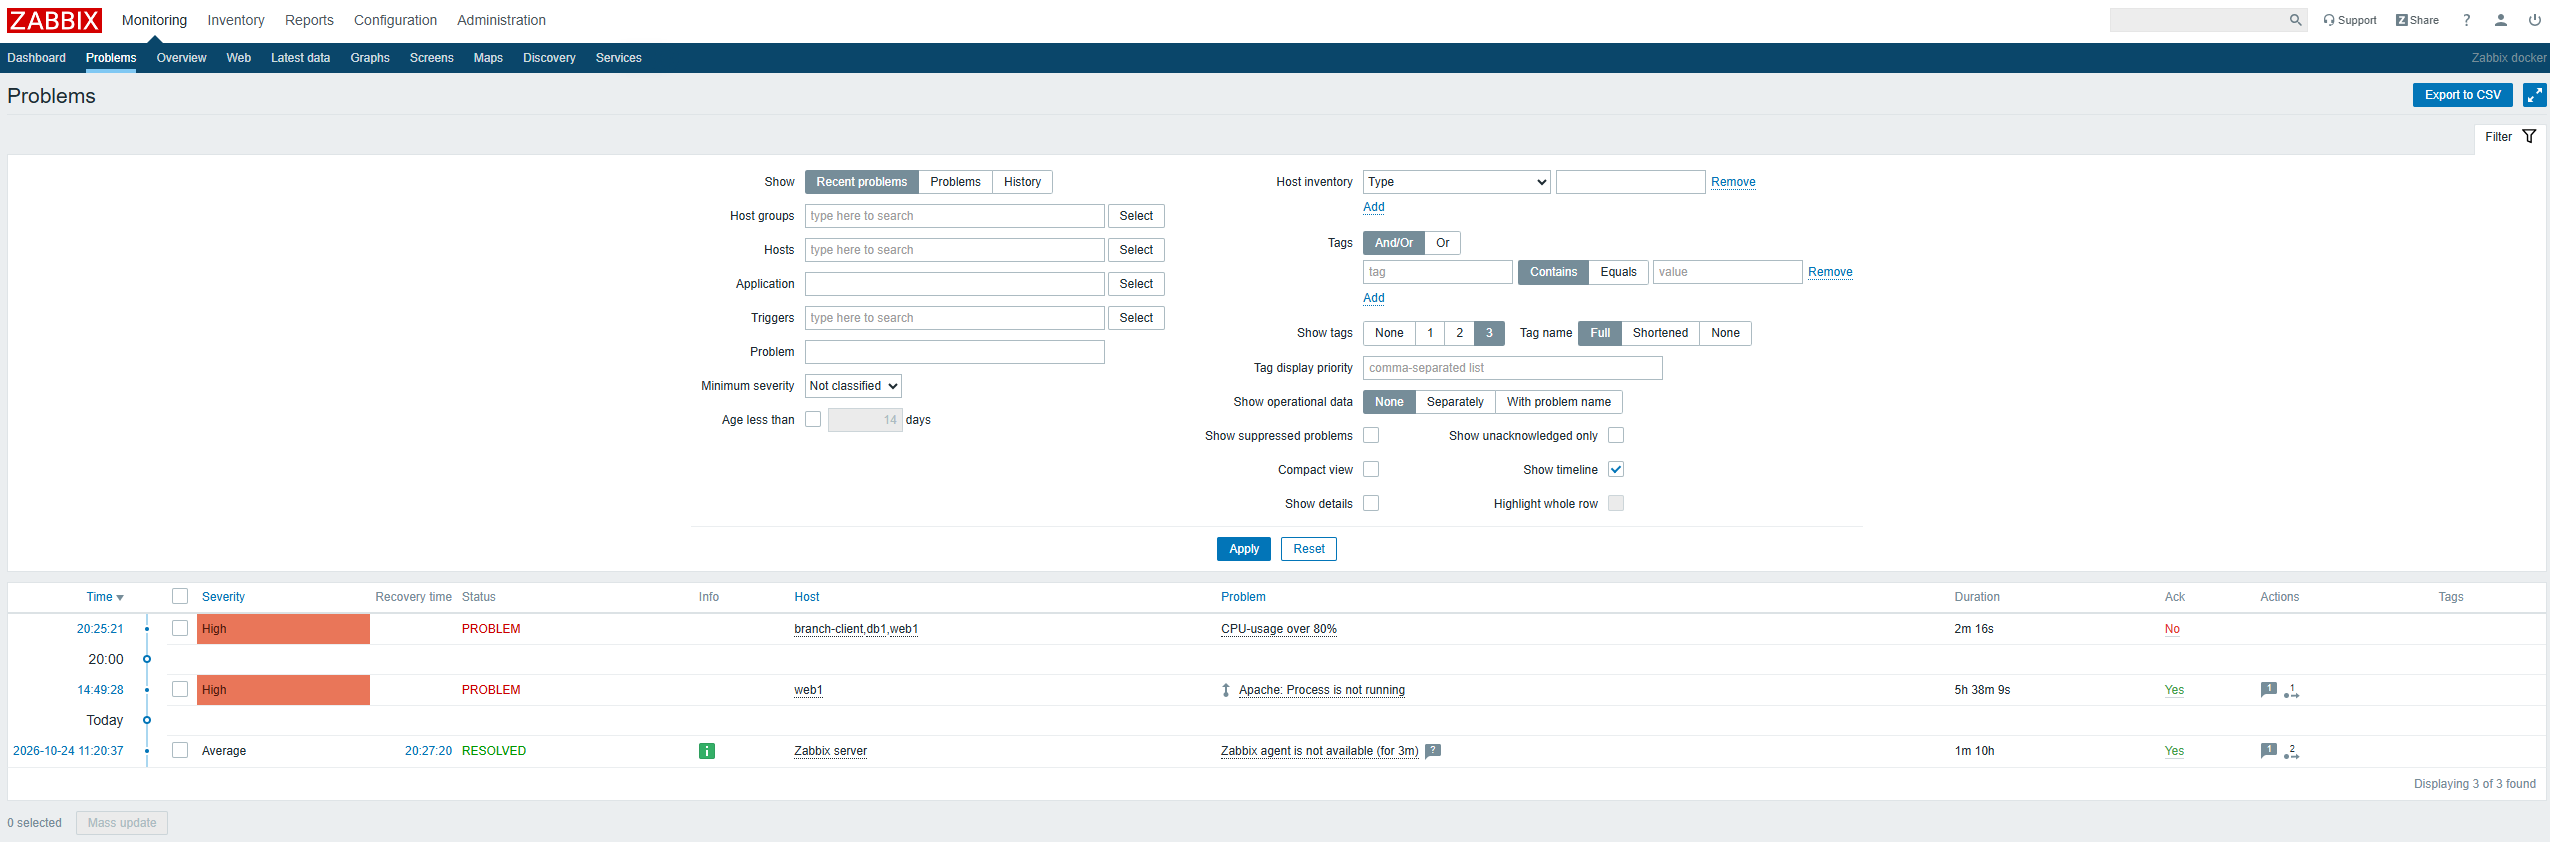 ZABBIX Monitoring Inventory Reports Configuration Administration Support Z Share ?
Dashboard Problems Overview Web Latest data Graphs Screens Maps Discovery Services Zabbix docker
Problems Export to CSV
Filter
Show Recent problems Problems History
Host groups type here to search Select
Hosts type here to search Select
Application Select
Triggers type here to search Select
Problem
Minimum severity Not classified
Age less than 14 days
Host inventory Type Remove
Add
Tags And/Or Or
tag Contains Equals value Remove
Add
Show tags None 1 2 3 Tag name Full Shortened None
Tag display priority comma-separated list
Show operational data None Separately With problem name
Show suppressed problems Show unacknowledged only
Compact view Show timeline
Show details Highlight whole row
Apply Reset
Time Severity Recovery time Status Info Host Problem Duration Ack Actions Tags
20:25:21 High PROBLEM branch-client,db1,web1 CPU-usage over 80% 2m 16s No
20:00
14:49:28 High PROBLEM web1 Apache: Process is not running 5h 38m 9s Yes 1 1
Today
2026-10-24 11:20:37 Average 20:27:20 RESOLVED i Zabbix server Zabbix agent is not available (for 3m) ? 1m 10h Yes 1 2
Displaying 3 of 3 found
0 selected Mass update